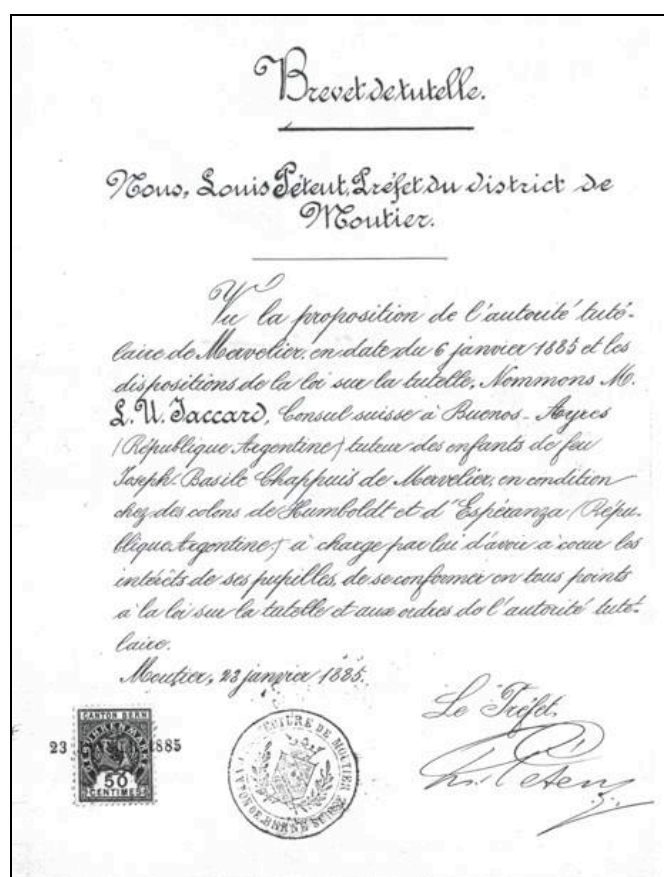 Brevet de tutelle.
Nous, Louis Péteut, Préfet du district de
Moutier.
Vu la proposition de l'autorité tuté-
laire de Mervelier, en date du 6 janvier 1885 et les
dispositions de la loi sur la tutelle, Nommons M.
L. U. Jaccard, Consul suisse à Buenos-Ayres
(République Argentine) tuteur des enfants de feu
Joseph-Basile Chappuis de Mervelier, en condition
chez des colons de Humboldt et d'Espéranza (Répu-
blique Argentine) à charge par lui d'avoir à coeur les
intérêts de ses pupilles, de se conformer en tous points
à la loi sur la tutelle et aux ordres de l'autorité tuté-
laire.
Moutier, 23 janvier 1885.
Le Préfet,
CANTON BERN
23 1885
50
CENTIMES
PRÉFECTURE DE MOUTIER
CANTON DE BERNE SUISSE